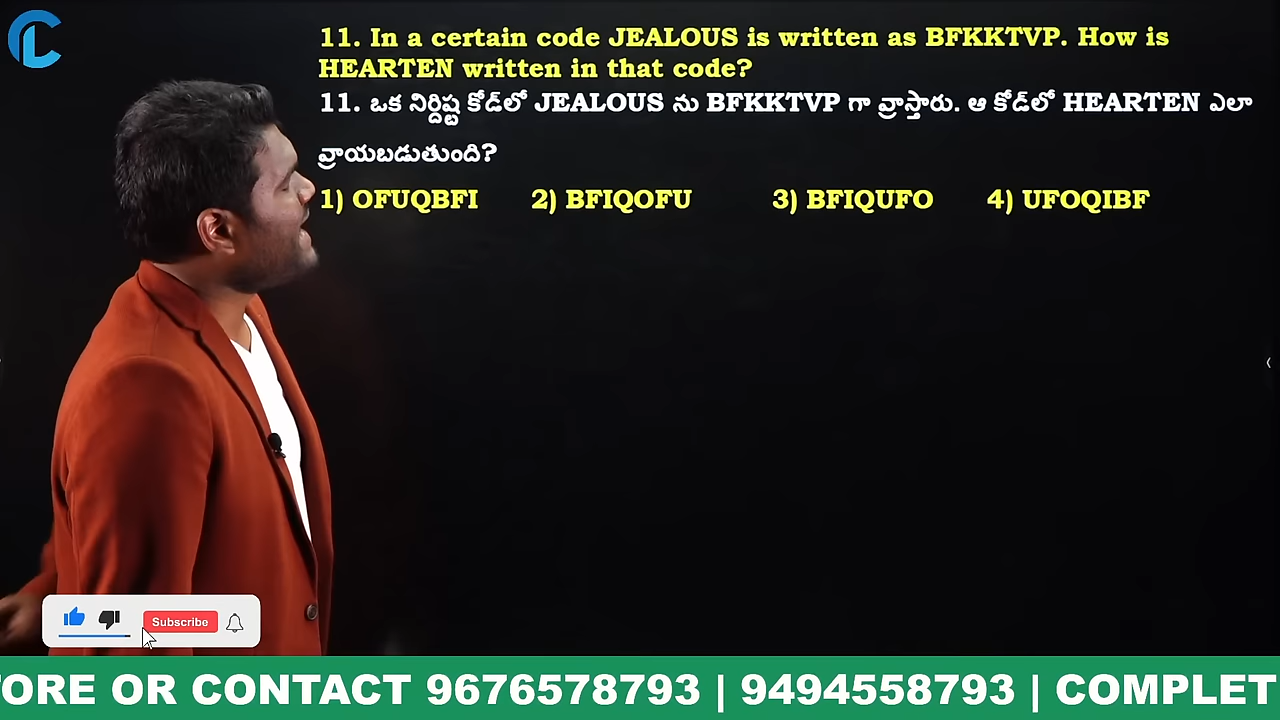 11. In a certain code JEALOUS is written as BFKKTVP. How is
HEARTEN written in that code?
11. ఒక నిర్దిష్ట కోడ్‌లో JEALOUS ను BFKKTVP గా వ్రాస్తారు. ఆ కోడ్‌లో HEARTEN ఎలా
వ్రాయబడుతుంది?
1) OFUQBFI 2) BFIQOFU 3) BFIQUFO 4) UFOQIBF
Subscribe
TORE OR CONTACT 9676578793 | 9494558793 | COMPLET